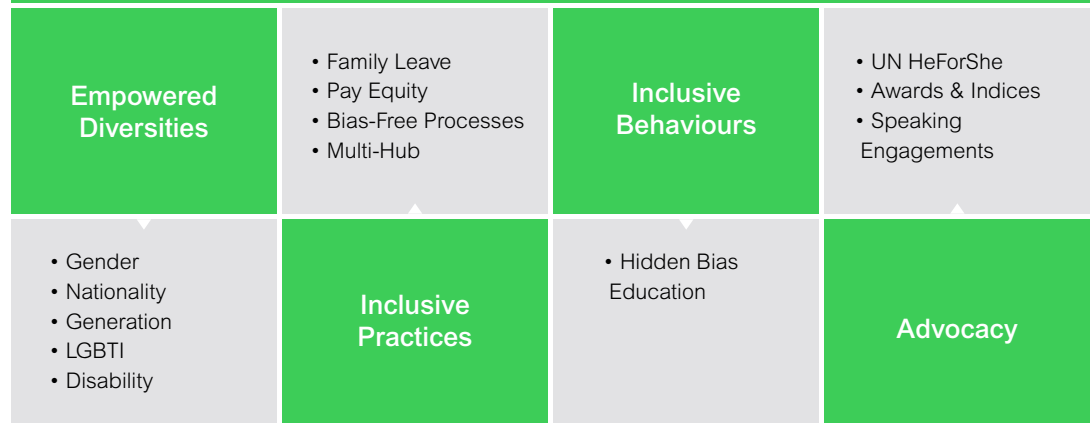 Empowered
Diversities
• Family Leave
• Pay Equity
• Bias-Free Processes
• Multi-Hub
Inclusive
Behaviours
• UN HeForShe
• Awards & Indices
• Speaking
Engagements
• Gender
• Nationality
• Generation
• LGBTI
• Disability
Inclusive
Practices
• Hidden Bias
Education
Advocacy